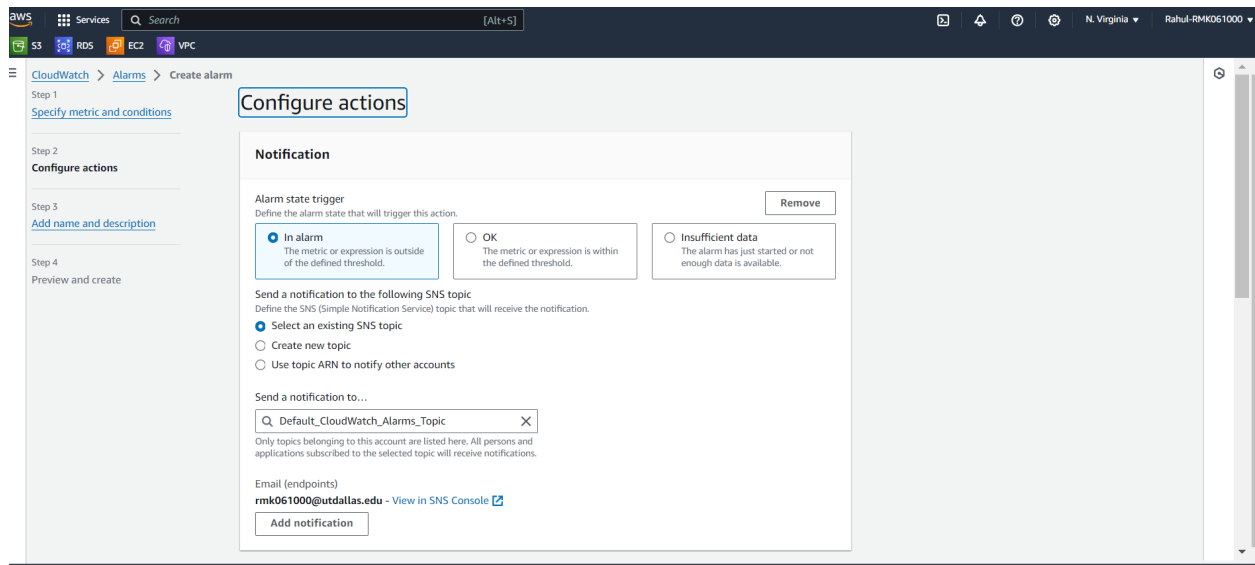 aws
Services
Search
[Alt+S]
N. Virginia
Rahul-RMK061000
S3
RDS
EC2
VPC
CloudWatch > Alarms > Create alarm
Step 1
Specify metric and conditions
Step 2
Configure actions
Step 3
Add name and description
Step 4
Preview and create
Configure actions
Notification
Alarm state trigger
Define the alarm state that will trigger this action.
Remove
In alarm
The metric or expression is outside
of the defined threshold.
OK
The metric or expression is within
the defined threshold.
Insufficient data
The alarm has just started or not
enough data is available.
Send a notification to the following SNS topic
Define the SNS (Simple Notification Service) topic that will receive the notification.
Select an existing SNS topic
Create new topic
Use topic ARN to notify other accounts
Send a notification to…
Default_CloudWatch_Alarms_Topic
Only topics belonging to this account are listed here. All persons and
applications subscribed to the selected topic will receive notifications.
Email (endpoints)
rmk061000@utdallas.edu - View in SNS Console
Add notification